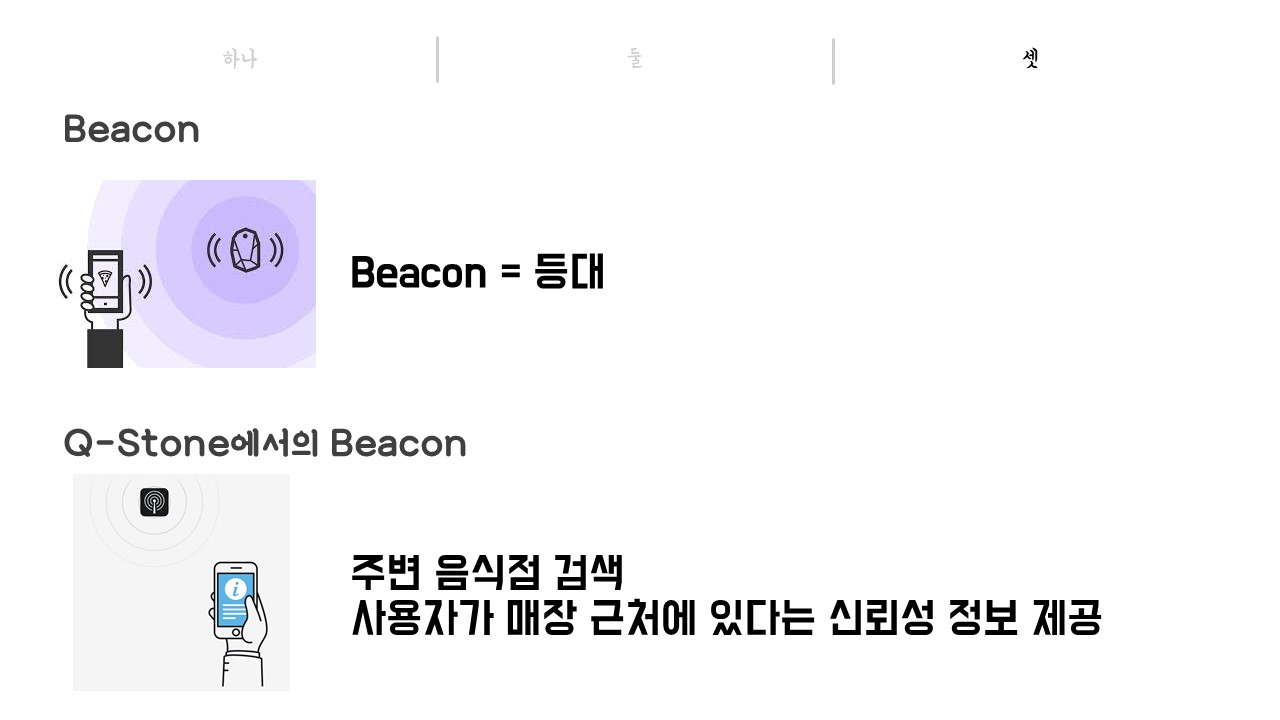 하나
둘
셋
Beacon
Beacon = 등대
Q-Stone에서의 Beacon
i
주변 음식점 검색
사용자가 매장 근처에 있다는 신뢰성 정보 제공